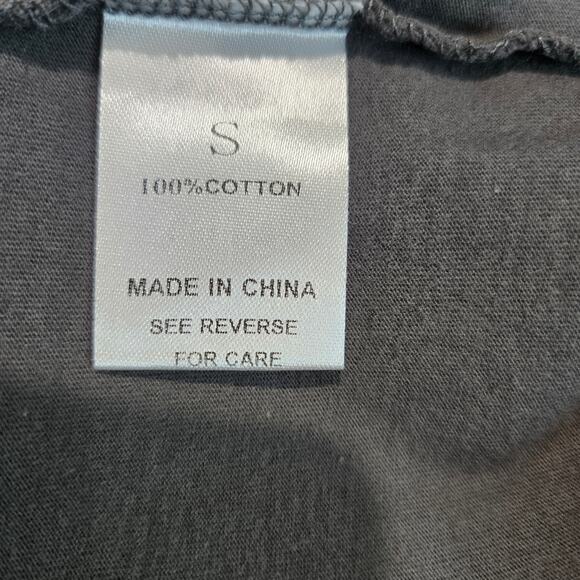 S
100%COTTON
MADE IN CHINA
SEE REVERSE
FOR CARE